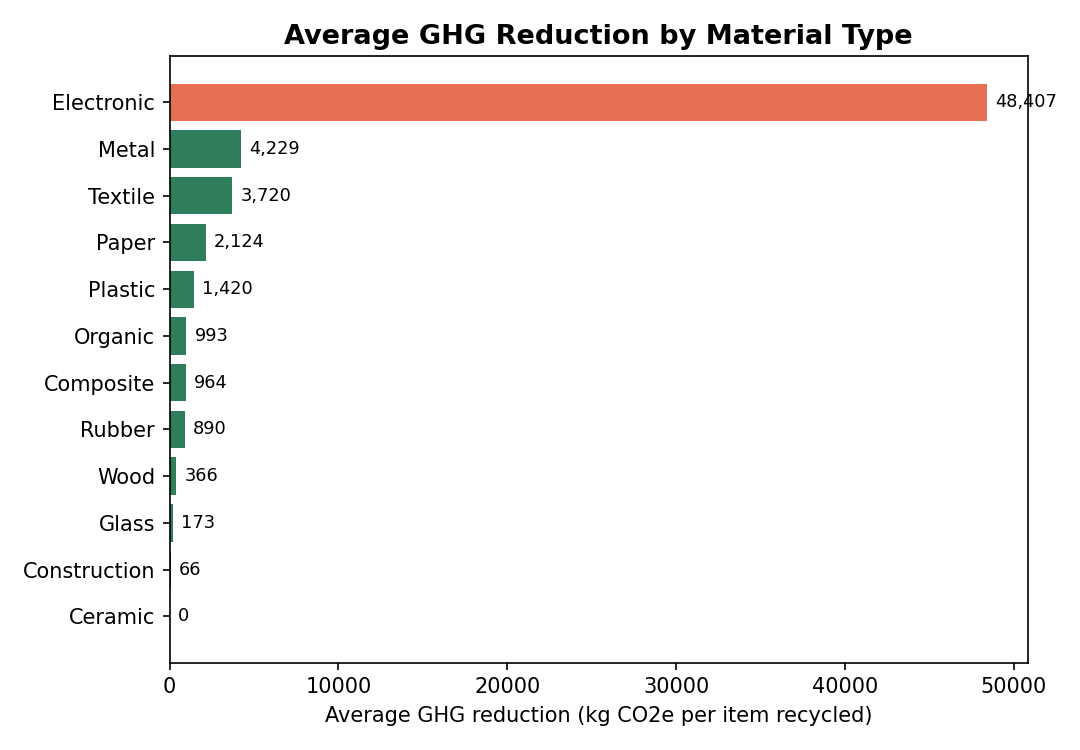 Average GHG Reduction by Material Type
Electronic 48,407
Metal 4,229
Textile 3,720
Paper 2,124
Plastic 1,420
Organic 993
Composite 964
Rubber 890
Wood 366
Glass 173
Construction 66
Ceramic 0
0 10000 20000 30000 40000 50000
Average GHG reduction (kg CO2e per item recycled)